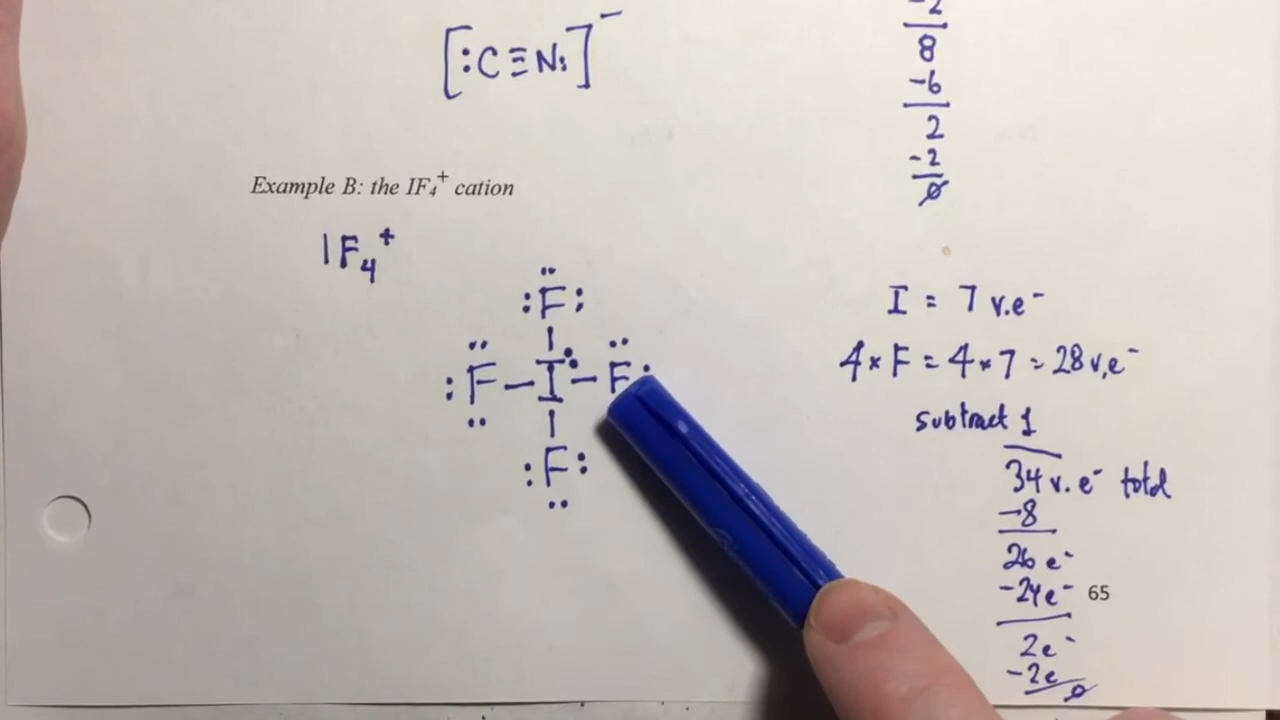 [:C≡N:]⁻
-2
8
-6
2
-2
0
Example B: the IF₄⁺ cation
IF₄⁺
:F:
:F-I-F:
:F:
I = 7 v.e⁻
4×F = 4×7 = 28 v.e⁻
subtract 1
34 v.e⁻ total
-8
26 e⁻
-24e⁻
65
2e⁻
-2e
0